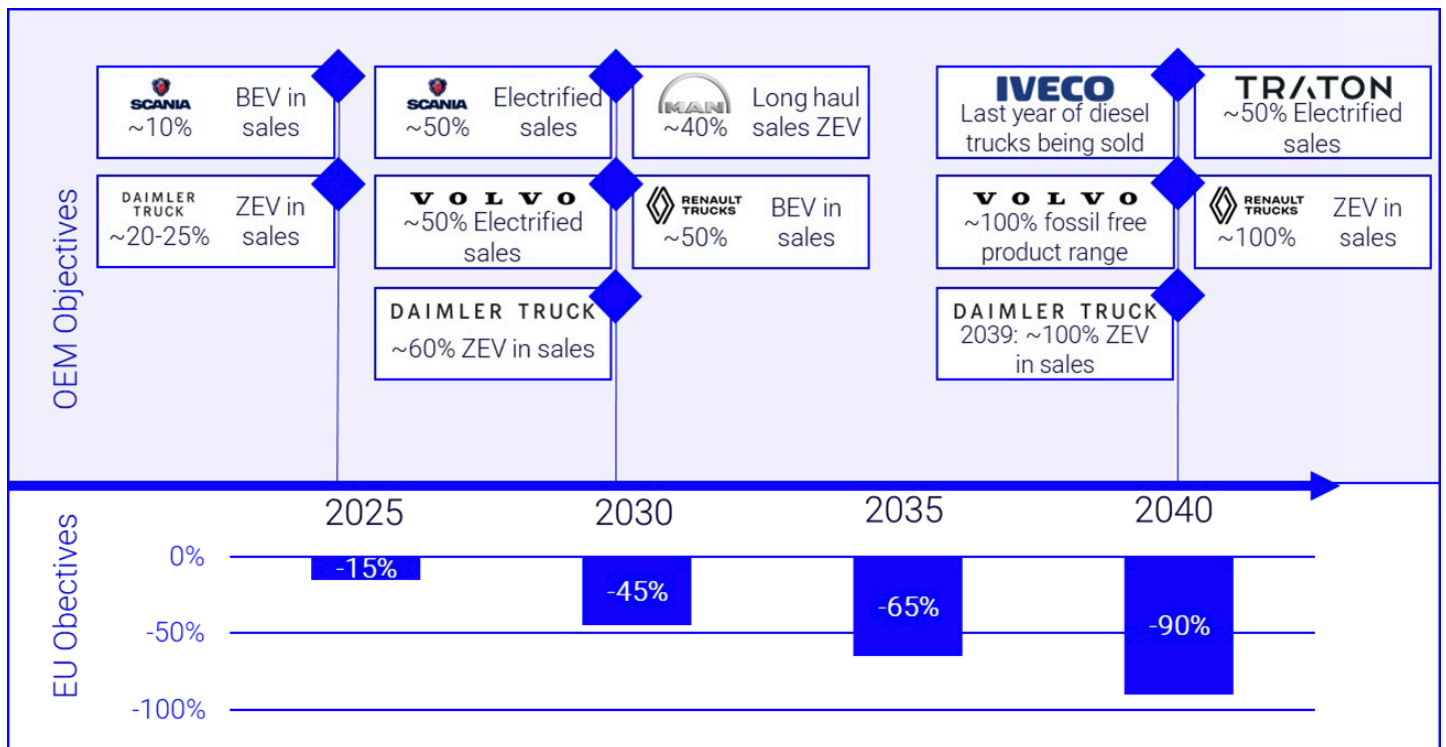 OEM Objectives
SCANIA
~10%
BEV in
sales
DAIMLER
TRUCK
~20-25%
ZEV in
sales
SCANIA
~50%
Electrified
sales
MAN
~40%
Long haul
sales ZEV
VOLVO
~50% Electrified
sales
RENAULT
TRUCKS
~50%
BEV in
sales
DAIMLER TRUCK
~60% ZEV in sales
IVECO
Last year of diesel
trucks being sold
TRATON
~50% Electrified
sales
VOLVO
~100% fossil free
product range
RENAULT
TRUCKS
~100%
ZEV in
sales
DAIMLER TRUCK
2039: ~100% ZEV
in sales
2025
2030
2035
2040
EU Obectives
0%
-50%
-100%
-15%
-45%
-65%
-90%